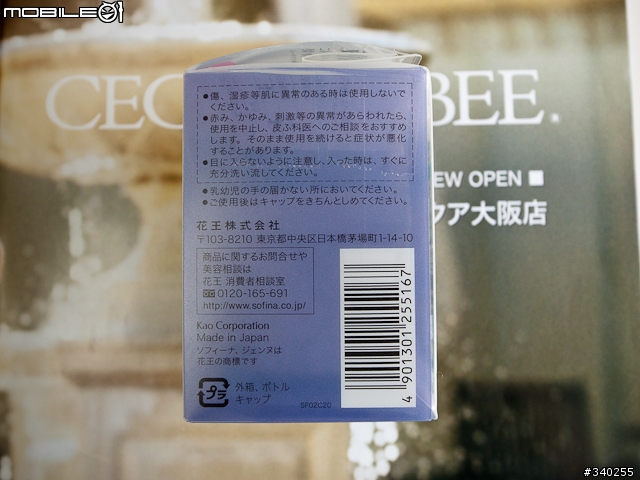 MOBILE01
CEC
BEE
EW OPEN ■
クア大阪店
●傷、湿疹等肌に異常のある時は使用しないで
ください。
●赤み、かゆみ、刺激等の異常があらわれたら、
使用を中止し、皮ふ科医へのご相談をおすすめ
します。そのまま使用を続けると症状が悪化
することがあります。
●目に入らないように注意し、入った時は、すぐに
充分洗い流してください。
●乳幼児の手の届かない所においてください。
●ご使用後はキャップをきちんとしめてください。
花王株式会社
〒103-8210 東京都中央区日本橋茅場町1-14-10
商品に関するお問合せや
美容相談は
花王 消費者相談室
0120-165-691
http://www.sofina.co.jp/
Kao Corporation
Made in Japan
ソフィーナ、ジェンヌは
花王の商標です
プラ
外箱、ボトル
キャップ
4 901301 255167
#340255